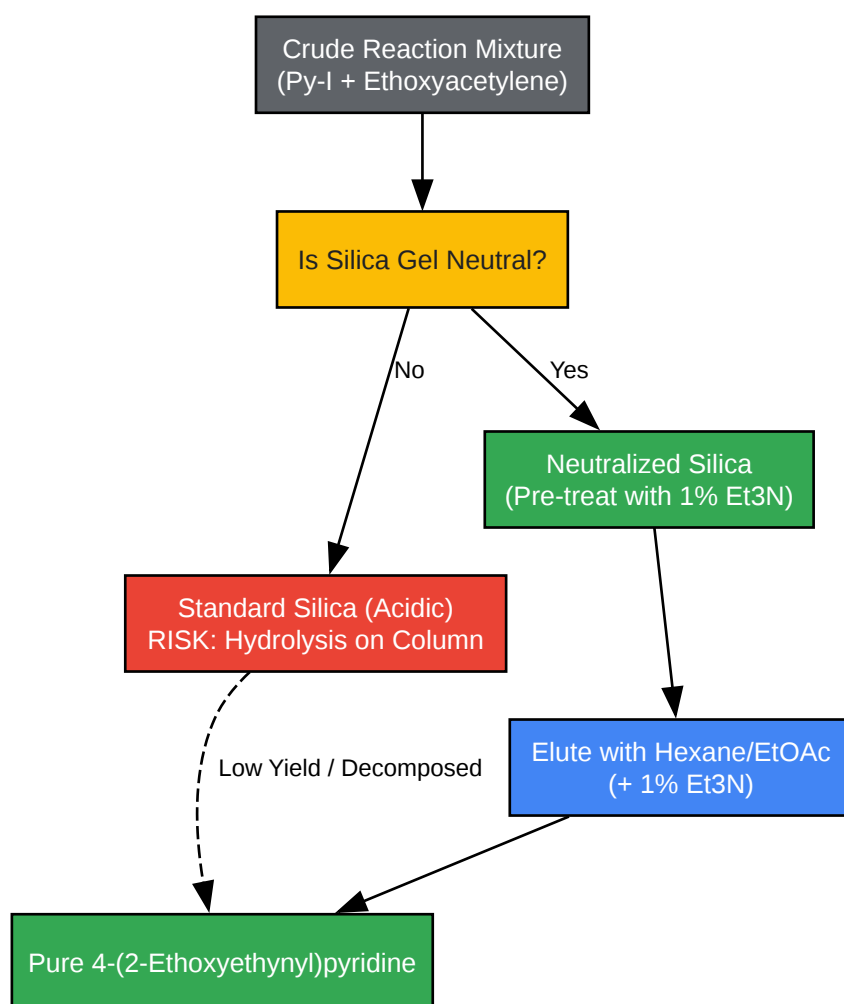 Crude Reaction Mixture
(Py-I + Ethoxyacetylene)
Is Silica Gel Neutral?
No
Yes
Neutralized Silica
(Pre-treat with 1% Et3N)
Standard Silica (Acidic)
RISK: Hydrolysis on Column
Elute with Hexane/EtOAc
(+ 1% Et3N)
Low Yield / Decomposed
Pure 4-(2-Ethoxyethynyl)pyridine